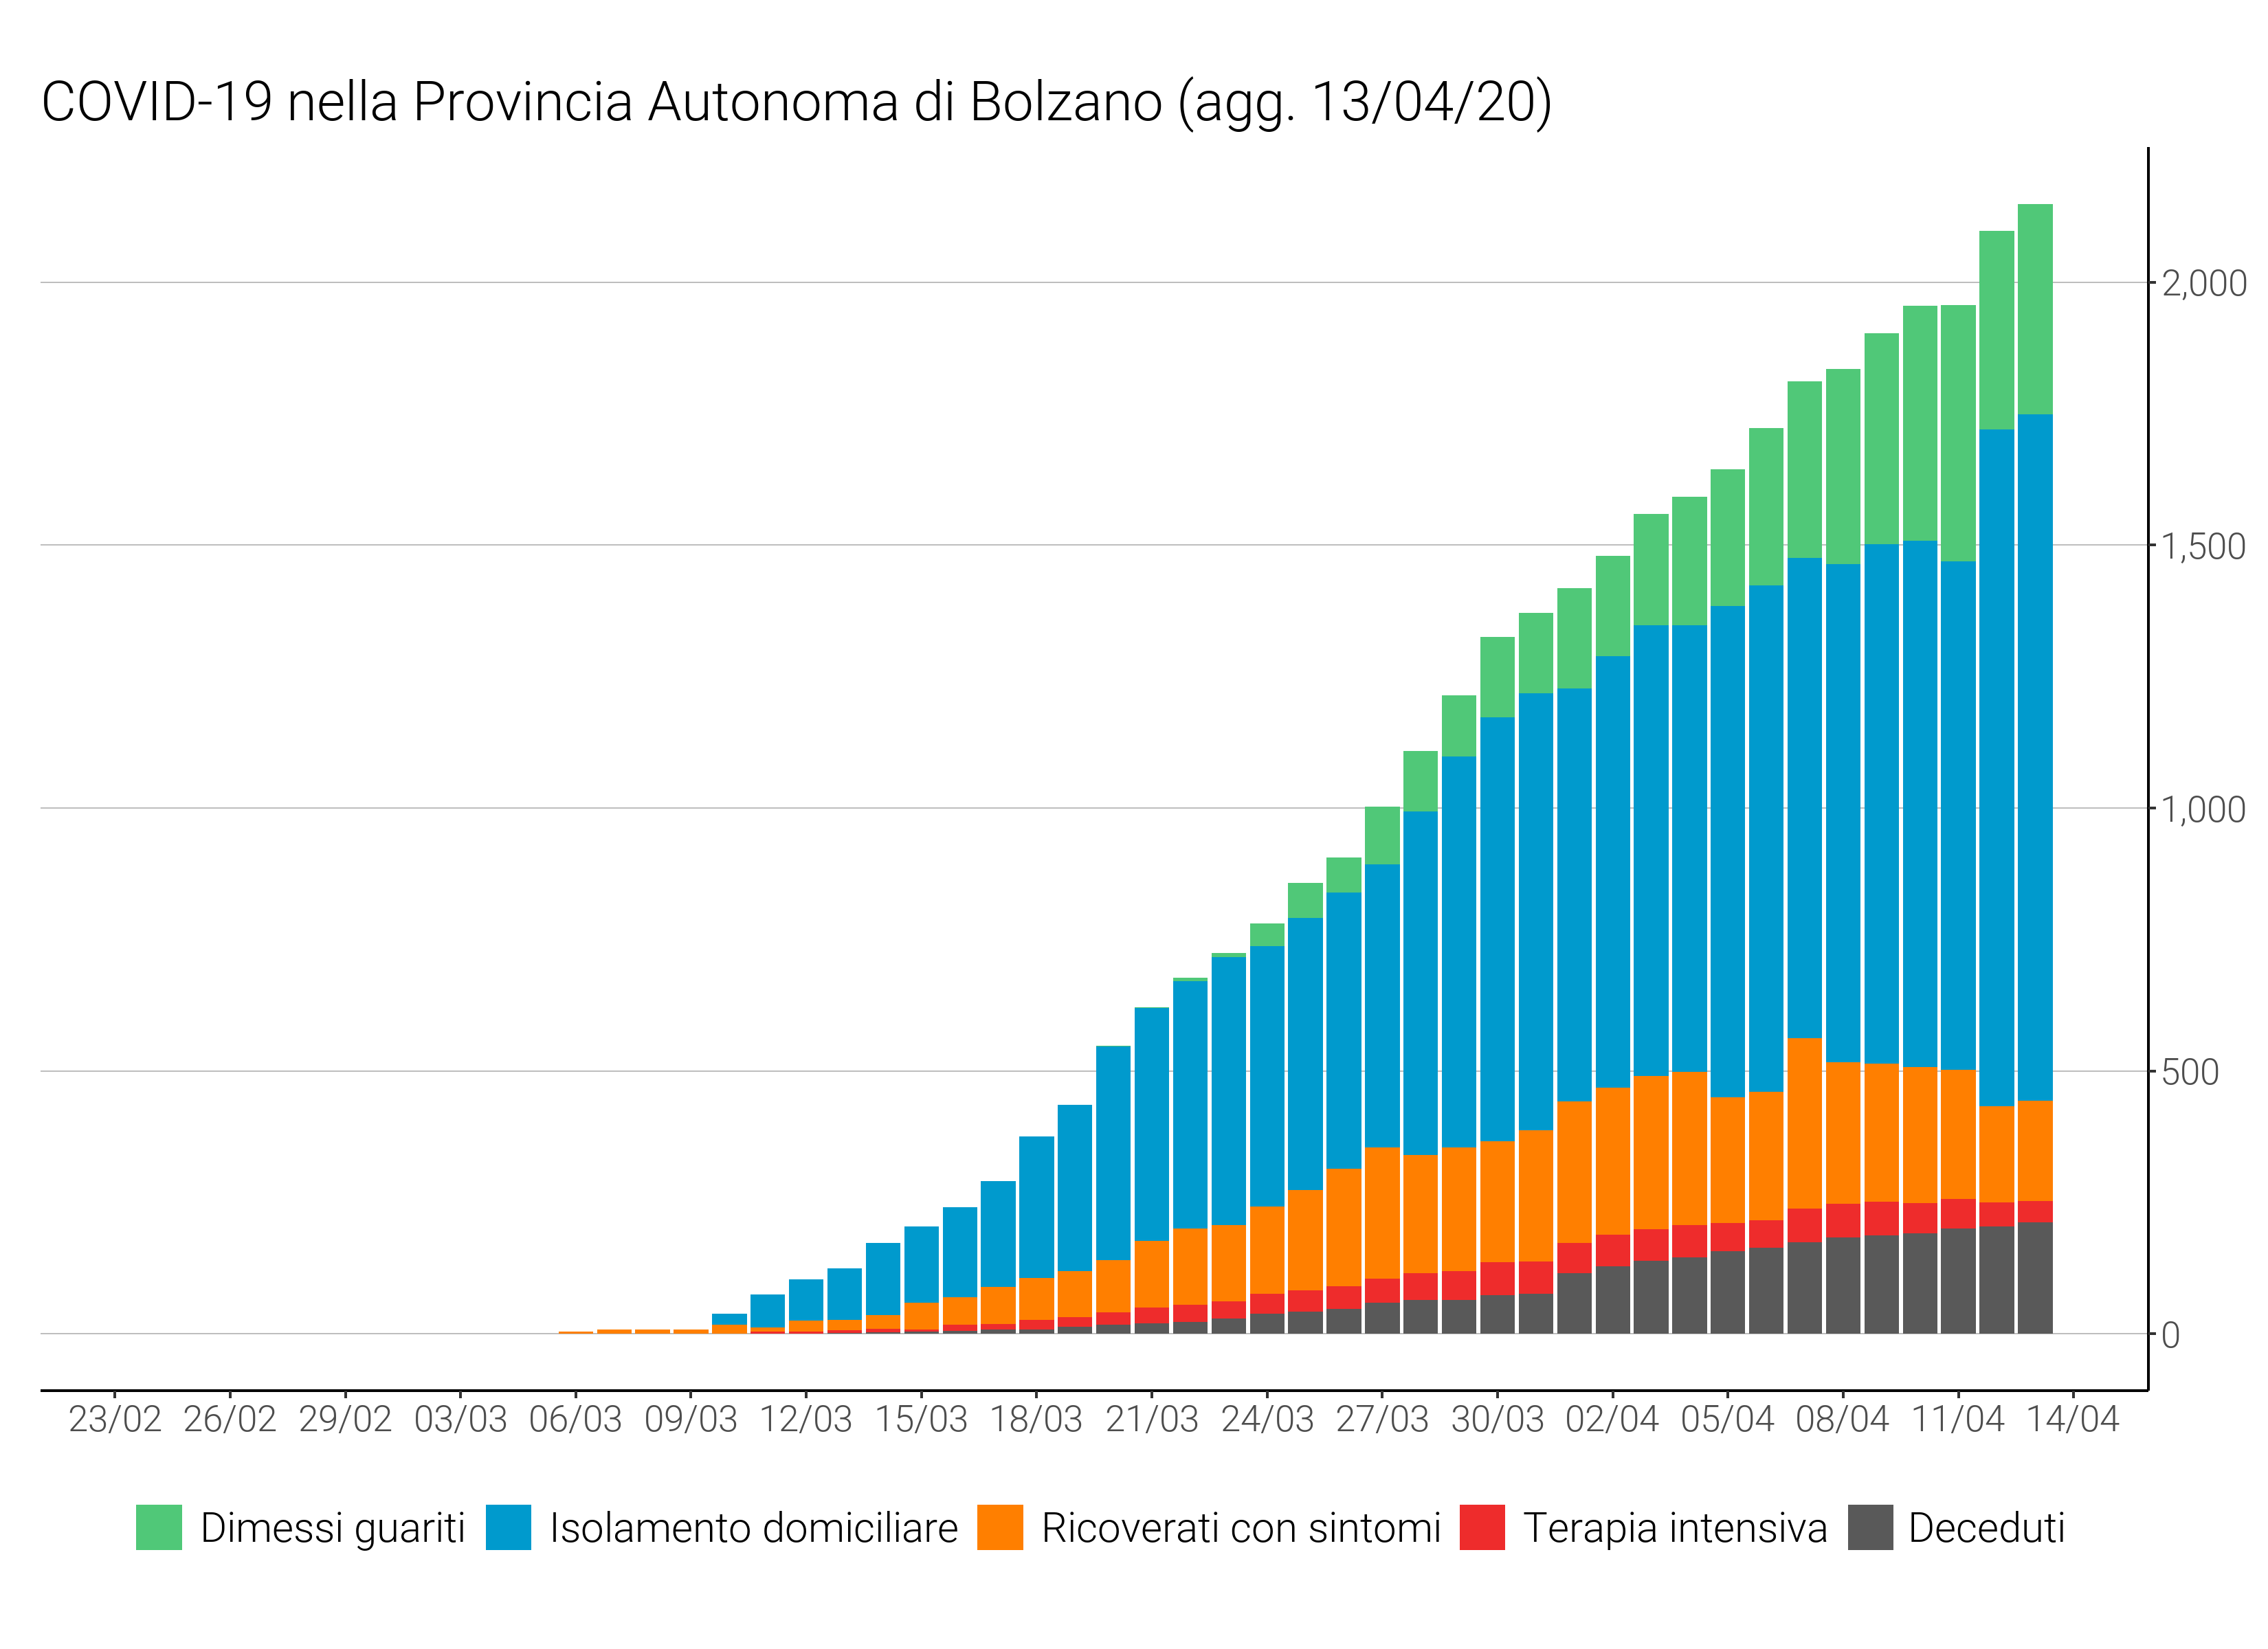 COVID-19 nella Provincia Autonoma di Bolzano (agg. 13/04/20)
2,000
1,500
1,000
500
0
23/02 26/02 29/02 03/03 06/03 09/03 12/03 15/03 18/03 21/03 24/03 27/03 30/03 02/04 05/04 08/04 11/04 14/04
Dimessi guariti Isolamento domiciliare Ricoverati con sintomi Terapia intensiva Deceduti